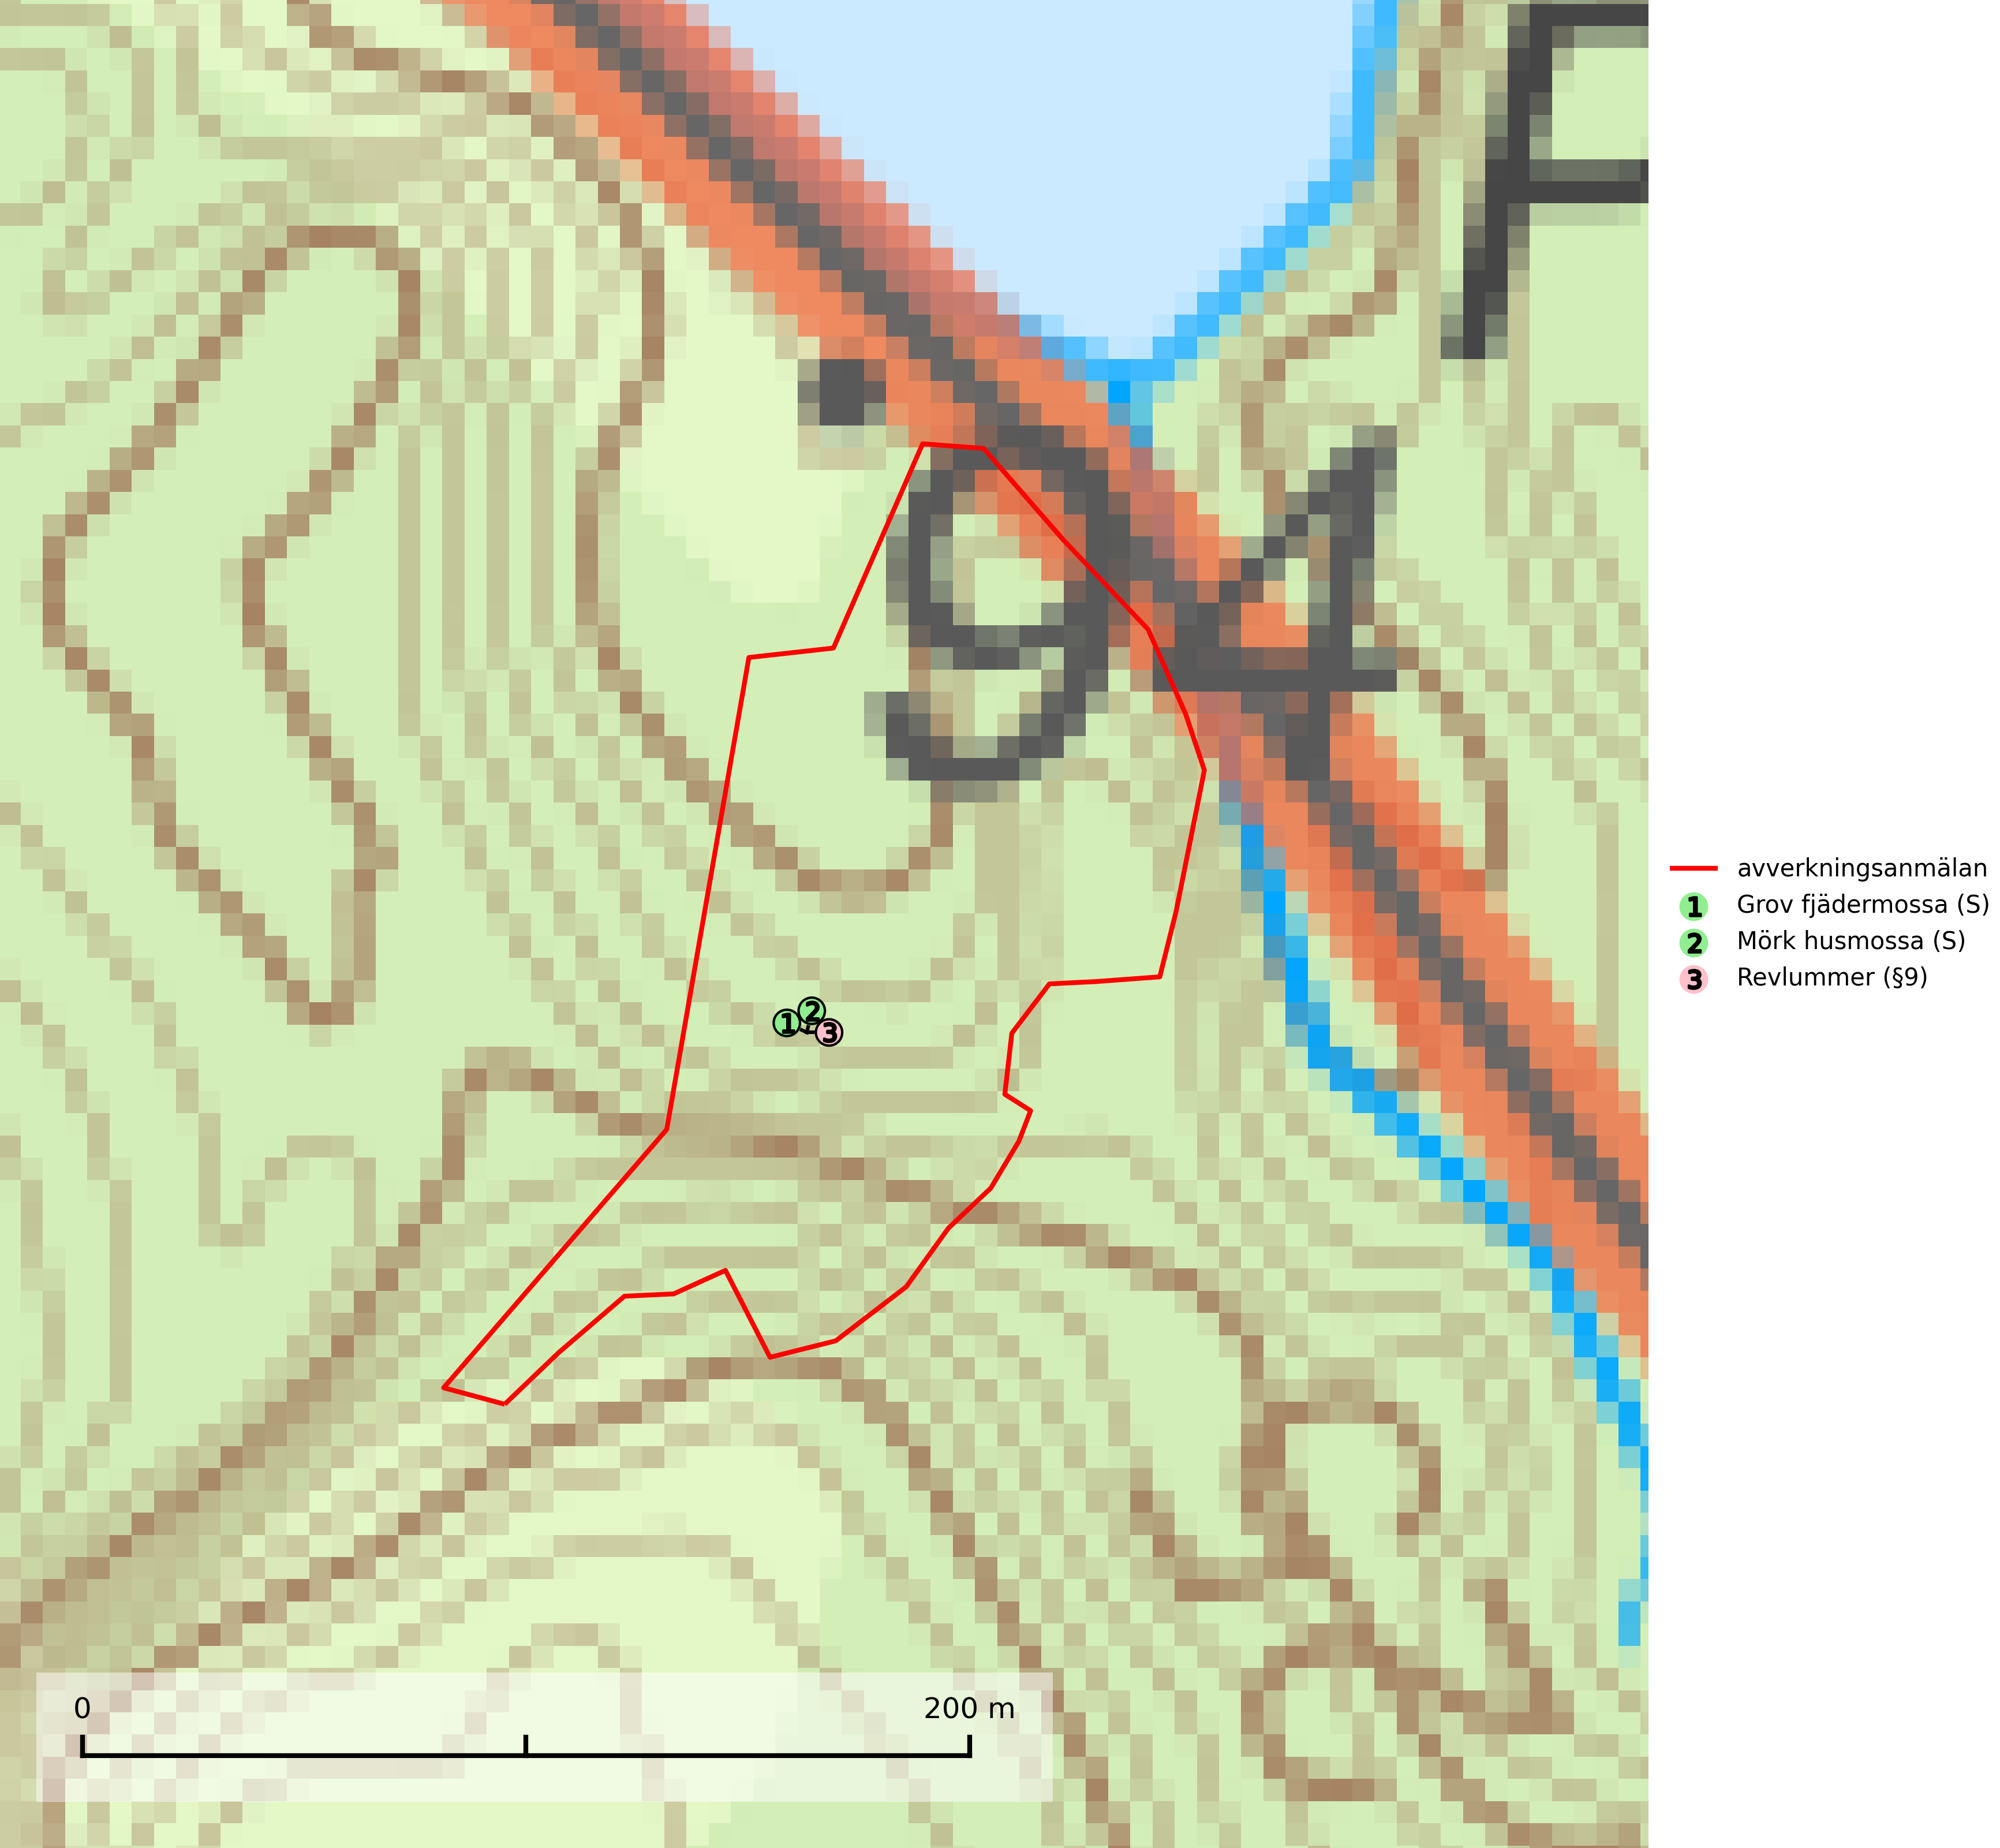 94
avverkningsanmälan
1 Grov fjädermossa (S)
2 Mörk husmossa (S)
3 Revlummer (§9)
1 2 3
0 200 m